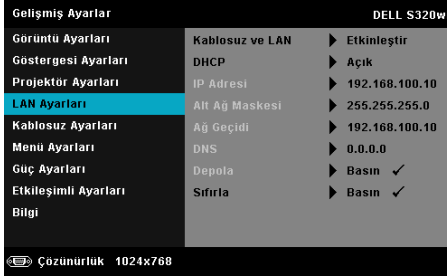 Gelişmiş Ayarlar DELL S320w
Görüntü Ayarları
Göstergesi Ayarları
Projektör Ayarları
LAN Ayarları
Kablosuz Ayarları
Menü Ayarları
Güç Ayarları
Etkileşimli Ayarları
Bilgi
Kablosuz ve LAN Etkinleştir
DHCP Açık
IP Adresi 192.168.100.10
Alt Ağ Maskesi 255.255.255.0
Ağ Geçidi 192.168.100.10
DNS 0.0.0.0
Depola Basın ✓
Sıfırla Basın ✓
Çözünürlük 1024x768